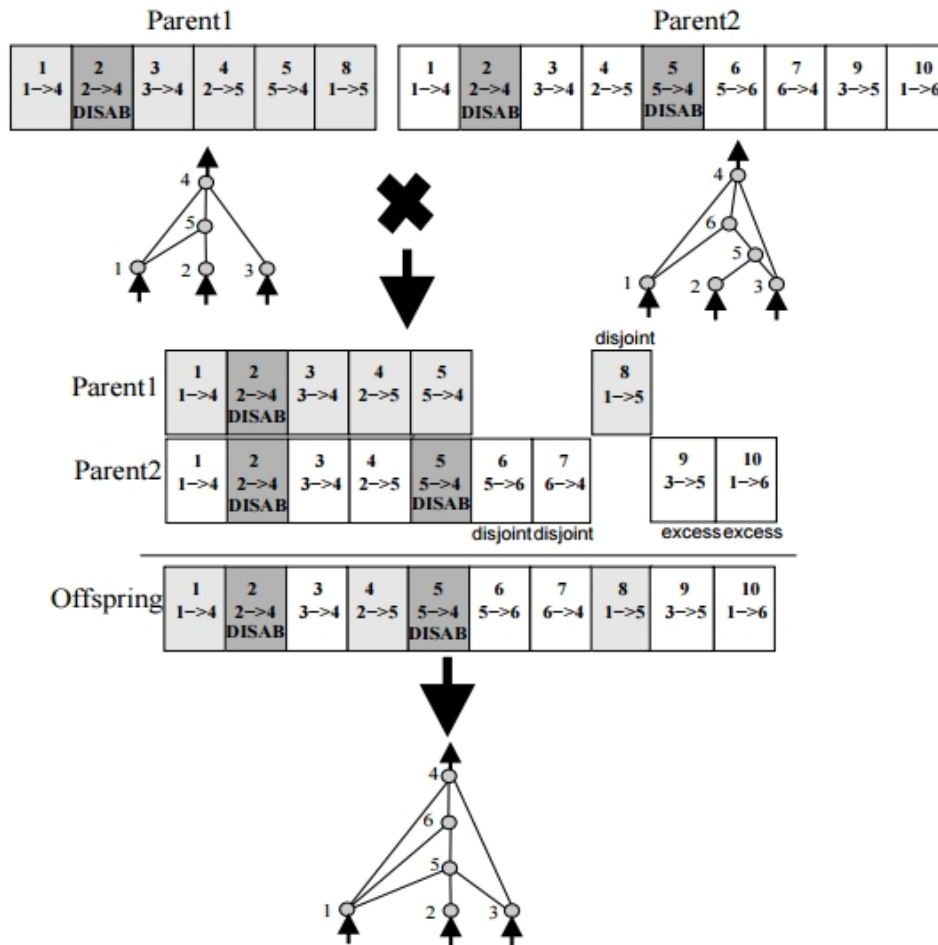 Parent1 Parent2
1 2 3 4 5 8 1 2 3 4 5 6 7 9 10
1->4 2->4 3->4 2->5 5->4 1->5 1->4 2->4 3->4 2->5 5->4 5->6 6->4 3->5 1->6
DISAB DISAB DISAB
4 4
5 6
5
1 2 3 1 2 3
disjoint
Parent1
1 2 3 4 5 8
1->4 2->4 3->4 2->5 5->4 1->5
DISAB
Parent2
1 2 3 4 5 6 7 9 10
1->4 2->4 3->4 2->5 5->4 5->6 6->4 3->5 1->6
DISAB DISAB
disjoint disjoint excess excess
Offspring
1 2 3 4 5 6 7 8 9 10
1->4 2->4 3->4 2->5 5->4 5->6 6->4 1->5 3->5 1->6
DISAB DISAB
4
6
5
1 2 3